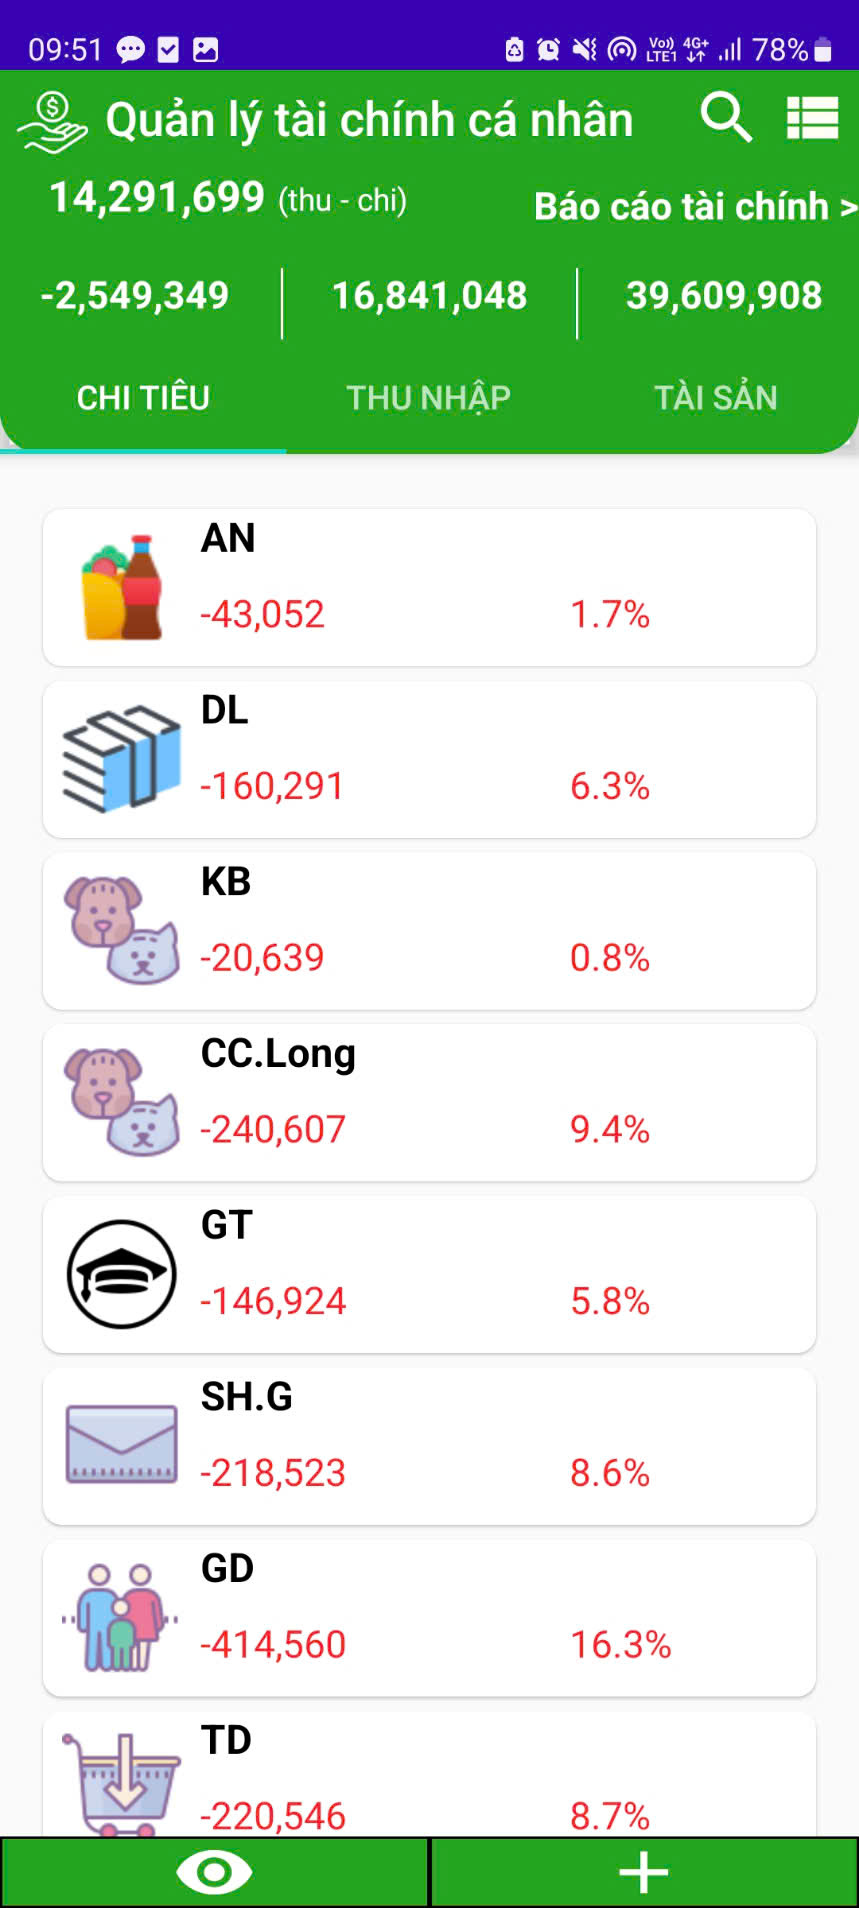 09:51 Vo)) LTE1 4G+ 78%
Quản lý tài chính cá nhân
14,291,699 (thu - chi) Báo cáo tài chính >
-2,549,349 16,841,048 39,609,908
CHI TIÊU THU NHẬP TÀI SẢN
AN
-43,052 1.7%
DL
-160,291 6.3%
KB
-20,639 0.8%
CC.Long
-240,607 9.4%
GT
-146,924 5.8%
SH.G
-218,523 8.6%
GD
-414,560 16.3%
TD
-220,546 8.7%